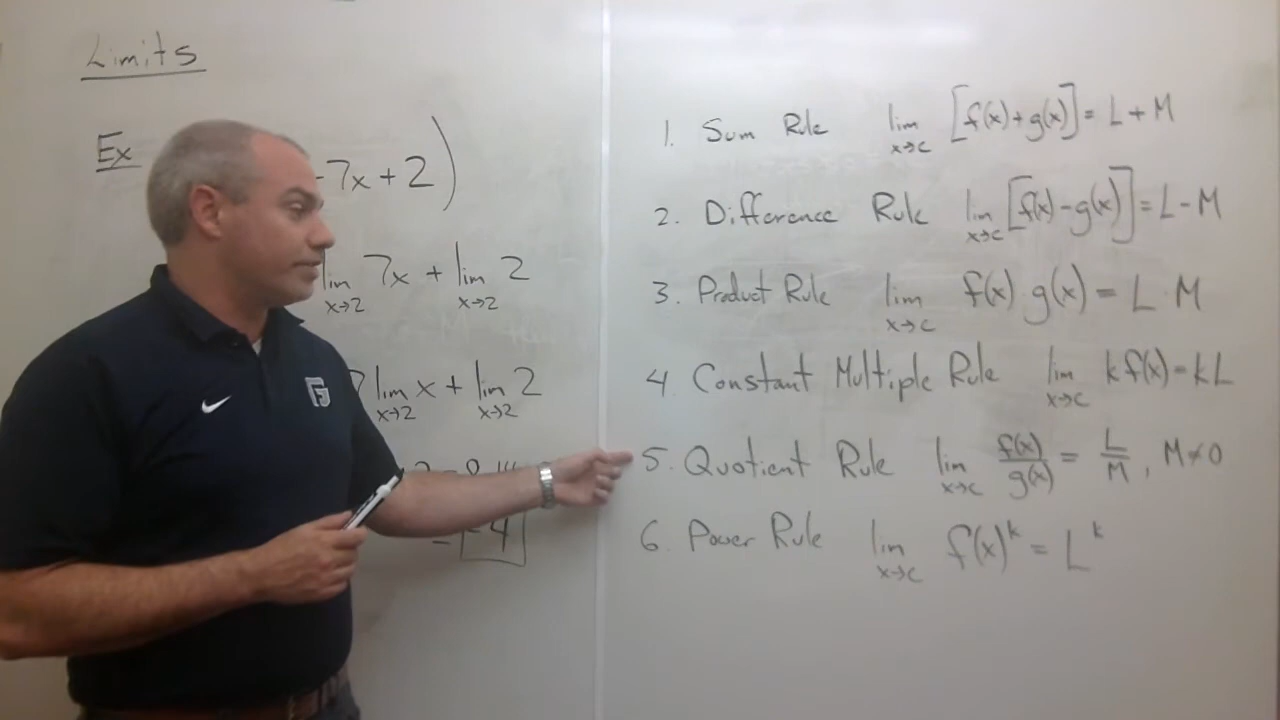 Limits
Ex
-7x + 2)
lim 7x + lim 2
x→2 x→2
lim x + lim 2
x→2 x→2
= -4
1. Sum Rule lim [f(x) + g(x)] = L + M
x→c
2. Difference Rule lim [f(x) - g(x)] = L - M
x→c
3. Product Rule lim f(x) · g(x) = L · M
x→c
4. Constant Multiple Rule lim k f(x) = kL
x→c
5. Quotient Rule lim f(x)/g(x) = L/M, M≠0
x→c
6. Power Rule lim f(x)^k = L^k
x→c